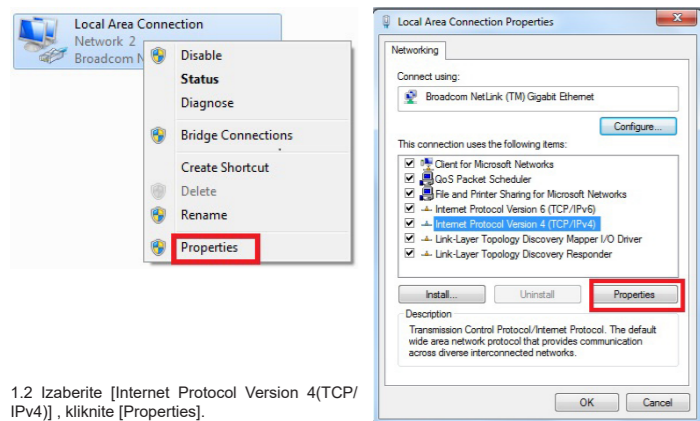 Local Area Connection
Network 2
Broadcom N
Disable
Status
Diagnose
Bridge Connections
Create Shortcut
Delete
Rename
Properties
1.2 Izaberite [Internet Protocol Version 4(TCP/
IPv4)] , kliknite [Properties].
Local Area Connection Properties
Networking
Connect using:
Broadcom NetLink (TM) Gigabit Ethernet
Configure...
This connection uses the following items:
Client for Microsoft Networks
QoS Packet Scheduler
File and Printer Sharing for Microsoft Networks
Internet Protocol Version 6 (TCP/IPv6)
Internet Protocol Version 4 (TCP/IPv4)
Link-Layer Topology Discovery Mapper I/O Driver
Link-Layer Topology Discovery Responder
Install... Uninstall Properties
Description
Transmission Control Protocol/Internet Protocol. The default
wide area network protocol that provides communication
across diverse interconnected networks.
OK Cancel